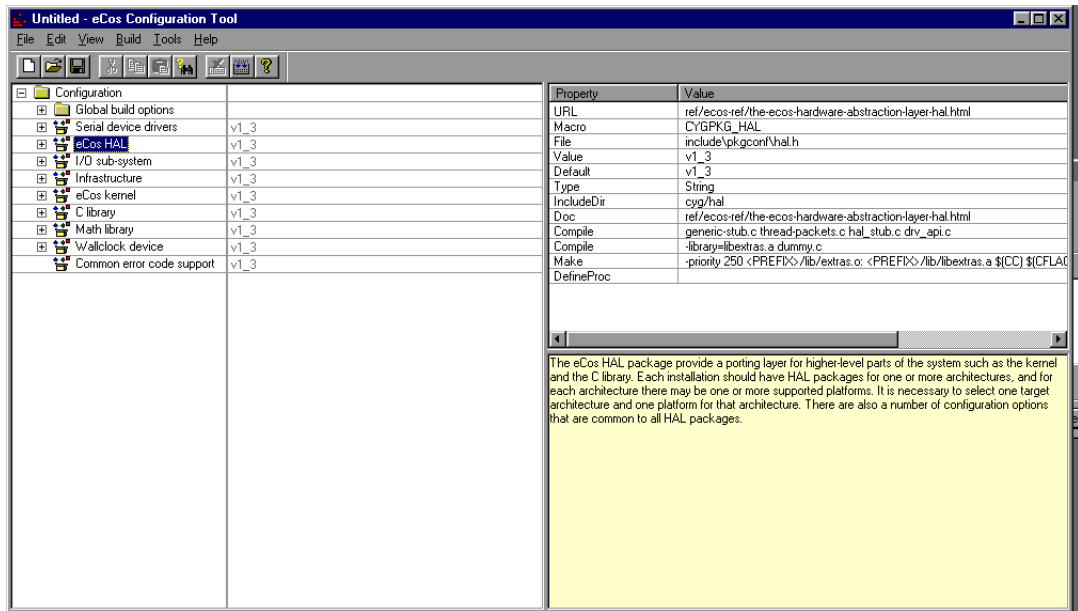 Untitled - eCos Configuration Tool
File Edit View Build Tools Help
Configuration
Global build options
Serial device drivers v1_3
eCos HAL v1_3
I/O sub-system v1_3
Infrastructure v1_3
eCos kernel v1_3
C library v1_3
Math library v1_3
Wallclock device v1_3
Common error code support v1_3
Property Value
URL ref/ecos-ref/the-ecos-hardware-abstraction-layer-hal.html
Macro CYGPKG_HAL
File include\pkgconf\hal.h
Value v1_3
Default v1_3
Type String
IncludeDir cyg/hal
Doc ref/ecos-ref/the-ecos-hardware-abstraction-layer-hal.html
Compile generic-stub.c thread-packets.c hal_stub.c drv_api.c
Compile -library=libextras.a dummy.c
Make -priority 250 <PREFIX>/lib/extras.o: <PREFIX>/lib/libextras.a $(CC) $(CFLAG
DefineProc
The eCos HAL package provide a porting layer for higher-level parts of the system such as the kernel
and the C library. Each installation should have HAL packages for one or more architectures, and for
each architecture there may be one or more supported platforms. It is necessary to select one target
architecture and one platform for that architecture. There are also a number of configuration options
that are common to all HAL packages.